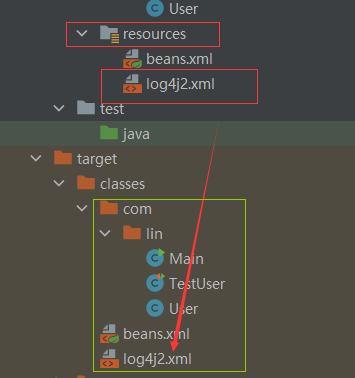 User
resources
beans.xml
log4j2.xml
test
java
target
classes
com
lin
Main
TestUser
User
beans.xml
log4j2.xml